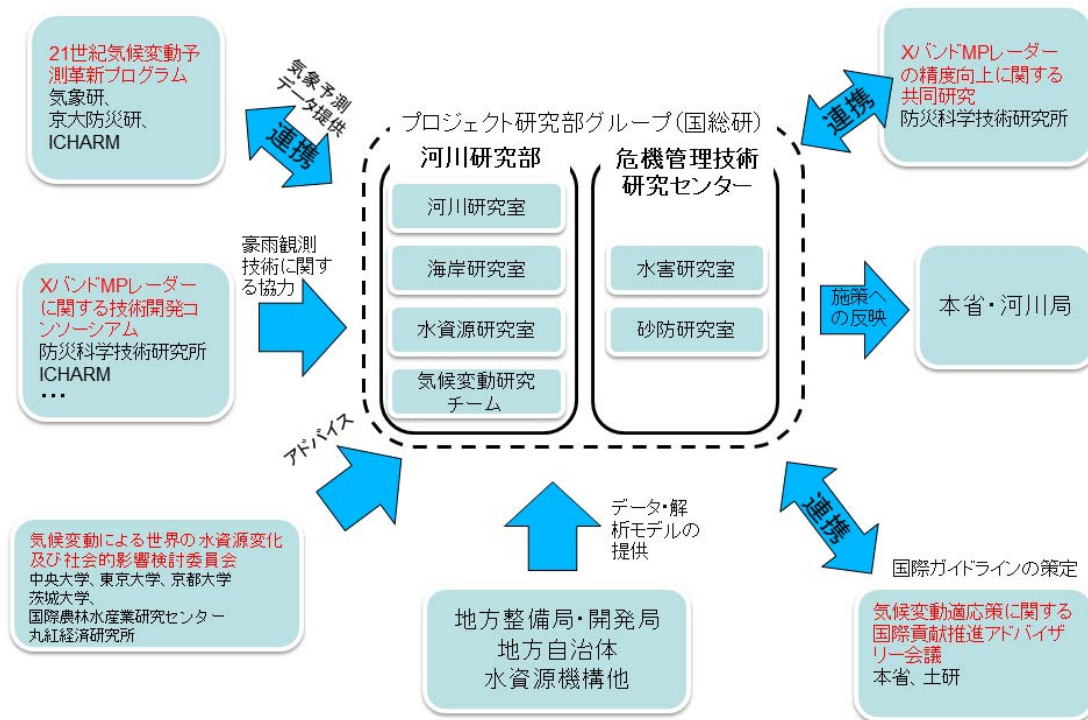 21世紀気候変動予
測革新プログラム
気象研、
京大防災研、
ICHARM
気象予測
データ提供
連携
XバンドMPレーダー
の精度向上に関する
共同研究
防災科学技術研究所
連携
プロジェクト研究部グループ(国総研)
河川研究部
河川研究室
海岸研究室
水資源研究室
気候変動研究
チーム
危機管理技術
研究センター
水害研究室
砂防研究室
XバンドMPレーダー
に関する技術開発コ
ンソーシアム
防災科学技術研究所
ICHARM
・・・
豪雨観測
技術に関す
る協力
施策へ
の反映
本省・河川局
アドバイス
気候変動による世界の水資源変化
及び社会的影響検討委員会
中央大学、東京大学、京都大学
茨城大学、
国際農林水産業研究センター
丸紅経済研究所
データ・解
析モデルの
提供
地方整備局・開発局
地方自治体
水資源機構他
連携
国際ガイドラインの策定
気候変動適応策に関する
国際貢献推進アドバイザ
リー会議
本省、土研